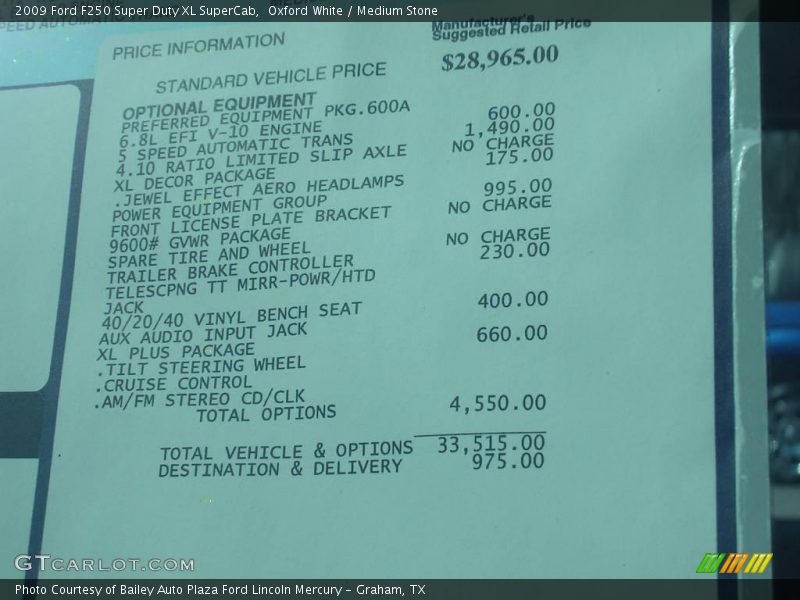 2009 Ford F250 Super Duty XL SuperCab, Oxford White / Medium Stone
PRICE INFORMATION
Manufacturer's
Suggested Retail Price
STANDARD VEHICLE PRICE $28,965.00
OPTIONAL EQUIPMENT
PREFERRED EQUIPMENT PKG.600A
6.8L EFI V-10 ENGINE 600.00
5 SPEED AUTOMATIC TRANS 1,490.00
4.10 RATIO LIMITED SLIP AXLE NO CHARGE
XL DECOR PACKAGE 175.00
.JEWEL EFFECT AERO HEADLAMPS
POWER EQUIPMENT GROUP 995.00
FRONT LICENSE PLATE BRACKET NO CHARGE
9600# GVWR PACKAGE
SPARE TIRE AND WHEEL NO CHARGE
TRAILER BRAKE CONTROLLER 230.00
TELESCPNG TT MIRR-POWR/HTD
JACK
40/20/40 VINYL BENCH SEAT 400.00
AUX AUDIO INPUT JACK
XL PLUS PACKAGE 660.00
.TILT STEERING WHEEL
.CRUISE CONTROL
.AM/FM STEREO CD/CLK
TOTAL OPTIONS 4,550.00
TOTAL VEHICLE & OPTIONS 33,515.00
DESTINATION & DELIVERY 975.00
GTCARLOT.COM
Photo Courtesy of Bailey Auto Plaza Ford Lincoln Mercury - Graham, TX